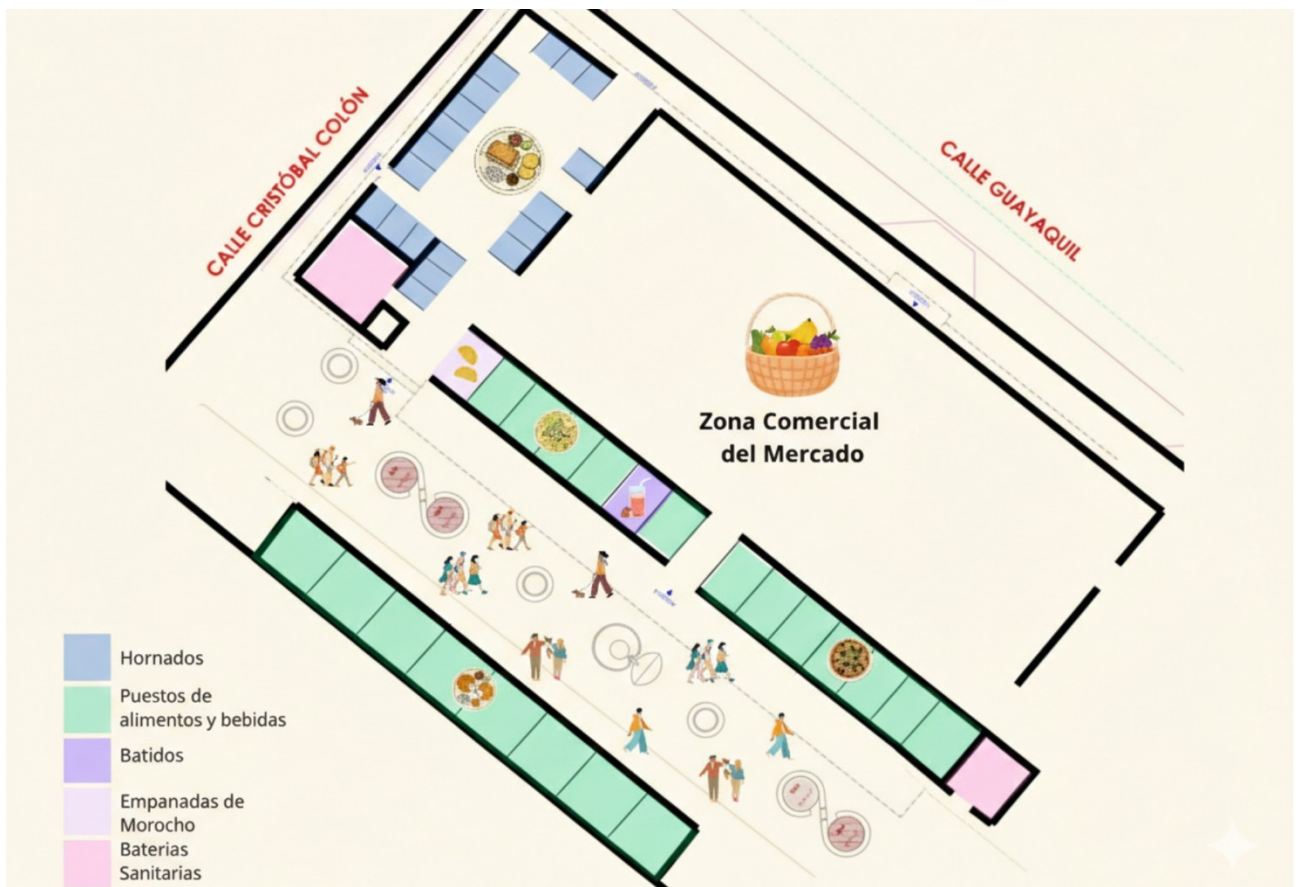 CALLE CRISTÓBAL COLÓN
CALLE GUAYAQUIL
Zona Comercial
del Mercado
Hornados
Puestos de
alimentos y bebidas
Batidos
Empanadas de
Morocho
Baterias
Sanitarias